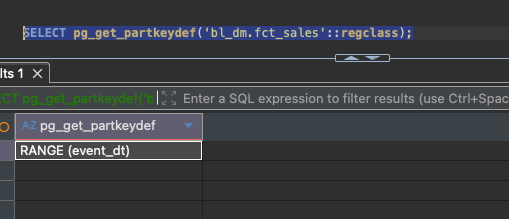 SELECT pg_get_partkeydef('bl_dm.fct_sales'::regclass);
lts 1 ×
ECT pg_get_partkeydef('b Enter a SQL expression to filter results (use Ctrl+Spac
AZ pg_get_partkeydef
RANGE (event_dt)